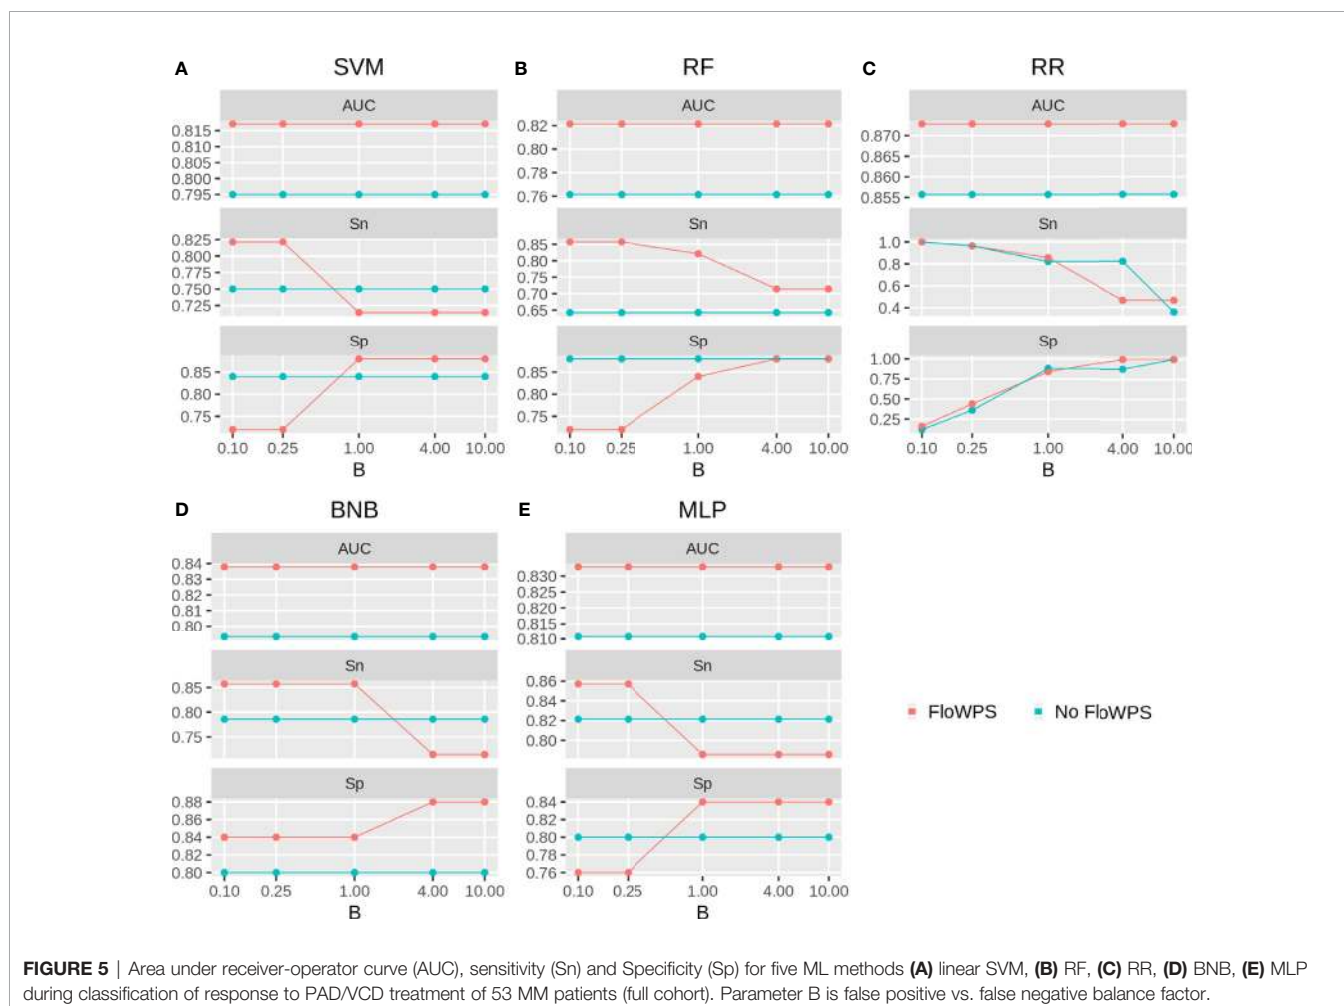 A SVM
AUC
0.815
0.810
0.805
0.800
0.795
Sn
0.825
0.800
0.775
0.750
0.725
Sp
0.85
0.80
0.75
0.10 0.25 1.00 4.00 10.00
B
B RF
AUC
0.82
0.80
0.78
0.76
Sn
0.85
0.80
0.75
0.70
0.65
Sp
0.85
0.80
0.75
0.10 0.25 1.00 4.00 10.00
B
C RR
AUC
0.870
0.865
0.860
0.855
Sn
1.0
0.8
0.6
0.4
Sp
1.00
0.75
0.50
0.25
0.10 0.25 1.00 4.00 10.00
B
D BNB
AUC
0.84
0.83
0.82
0.81
0.80
Sn
0.85
0.80
0.75
Sp
0.88
0.86
0.84
0.82
0.80
0.10 0.25 1.00 4.00 10.00
B
E MLP
AUC
0.830
0.825
0.820
0.815
0.810
Sn
0.86
0.84
0.82
0.80
Sp
0.84
0.82
0.80
0.78
0.76
0.10 0.25 1.00 4.00 10.00
B
FloWPS No FloWPS
FIGURE 5 | Area under receiver-operator curve (AUC), sensitivity (Sn) and Specificity (Sp) for five ML methods (A) linear SVM, (B) RF, (C) RR, (D) BNB, (E) MLP
during classification of response to PAD/VCD treatment of 53 MM patients (full cohort). Parameter B is false positive vs. false negative balance factor.